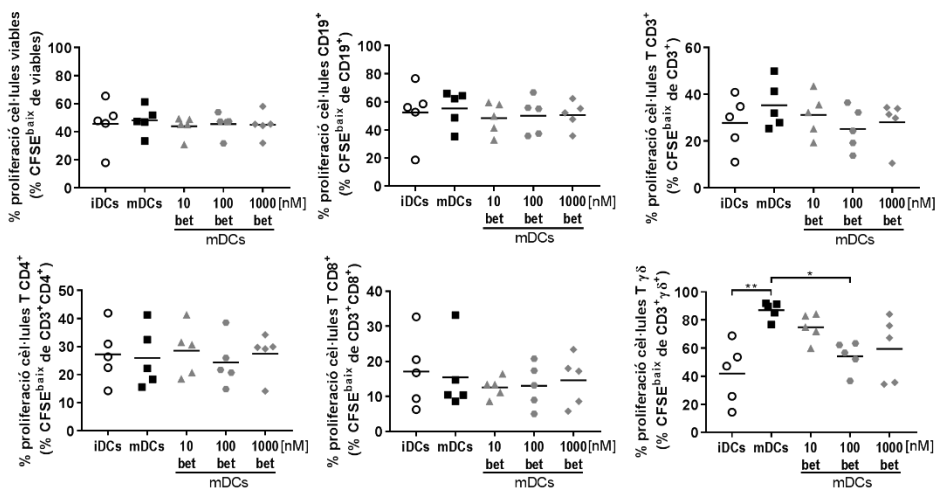 % proliferació cèl·lules viables
(% CFSEbaix de viables)
100
80
60
40
20
0
iDCs mDCs 10 100 1000 [nM]
bet bet bet
mDCs
% proliferació cèl·lules CD19+
(% CFSEbaix de CD19+)
100
80
60
40
20
0
iDCs mDCs 10 100 1000 [nM]
bet bet bet
mDCs
% proliferació cèl·lules T CD3+
(% CFSEbaix de CD3+)
60
40
20
0
iDCs mDCs 10 100 1000 [nM]
bet bet bet
mDCs
% proliferació cèl·lules T CD4+
(% CFSEbaix de CD3+CD4+)
50
40
30
20
10
0
iDCs mDCs 10 100 1000 [nM]
bet bet bet
mDCs
% proliferació cèl·lules T CD8+
(% CFSEbaix de CD3+CD8+)
40
30
20
10
0
iDCs mDCs 10 100 1000 [nM]
bet bet bet
mDCs
% proliferació cèl·lules T γδ
(% CFSEbaix de CD3+γδ+)
100
80
60
40
20
0
** *
iDCs mDCs 10 100 1000 [nM]
bet bet bet
mDCs